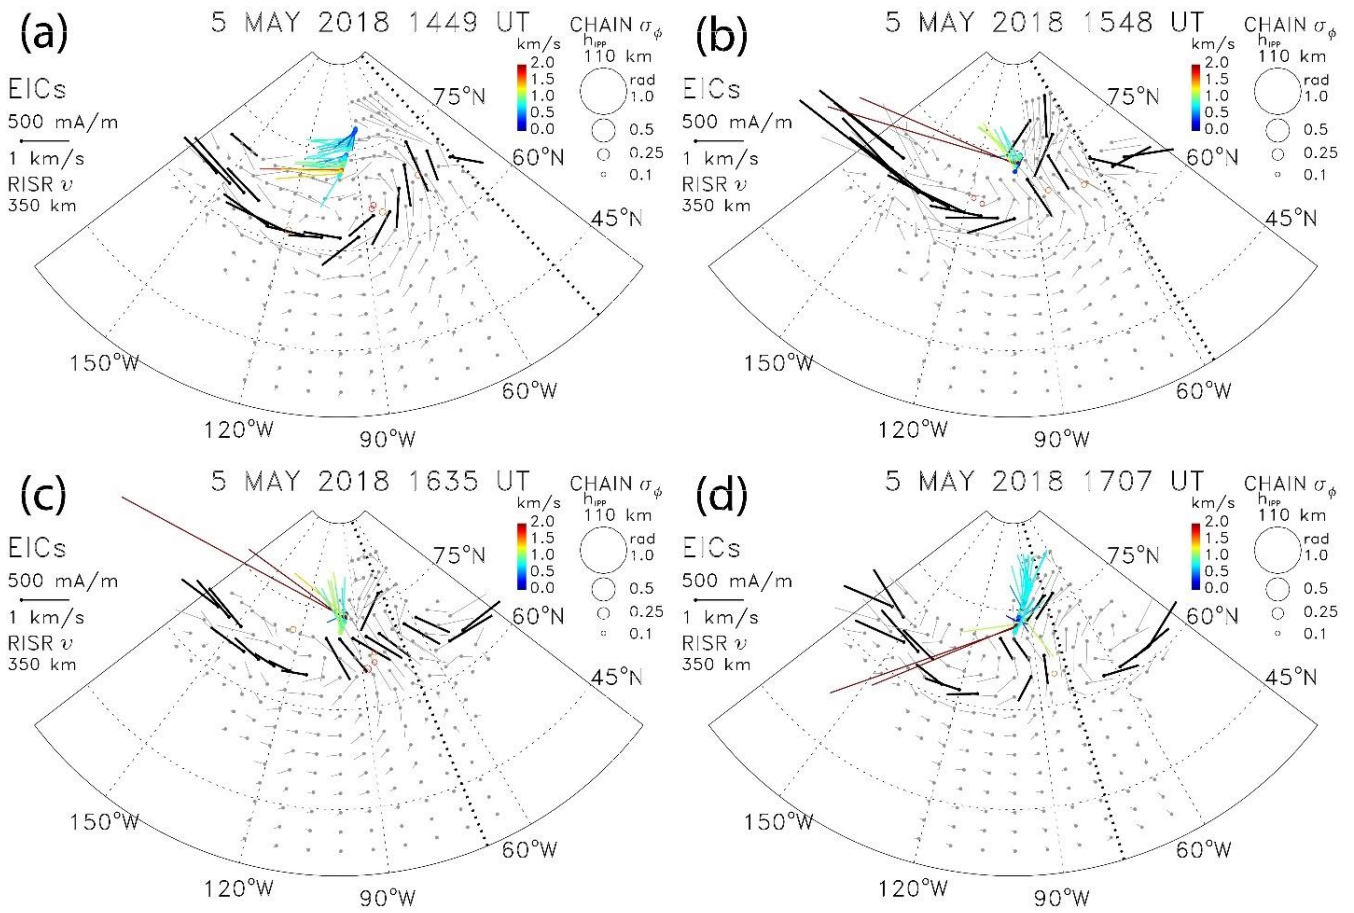 (a) 5 MAY 2018 1449 UT
km/s
2.0
1.5
1.0
0.5
0.0
CHAIN σ_ϕ
h_IPP
110 km
rad
1.0
0.5
0.25
0.1
EICs
500 mA/m
1 km/s
RISR v
350 km
75°N
60°N
45°N
150°W
120°W
90°W
60°W
(b) 5 MAY 2018 1548 UT
km/s
2.0
1.5
1.0
0.5
0.0
CHAIN σ_ϕ
h_IPP
110 km
rad
1.0
0.5
0.25
0.1
EICs
500 mA/m
1 km/s
RISR v
350 km
75°N
60°N
45°N
150°W
120°W
90°W
60°W
(c) 5 MAY 2018 1635 UT
km/s
2.0
1.5
1.0
0.5
0.0
CHAIN σ_ϕ
h_IPP
110 km
rad
1.0
0.5
0.25
0.1
EICs
500 mA/m
1 km/s
RISR v
350 km
75°N
60°N
45°N
150°W
120°W
90°W
60°W
(d) 5 MAY 2018 1707 UT
km/s
2.0
1.5
1.0
0.5
0.0
CHAIN σ_ϕ
h_IPP
110 km
rad
1.0
0.5
0.25
0.1
EICs
500 mA/m
1 km/s
RISR v
350 km
75°N
60°N
45°N
150°W
120°W
90°W
60°W